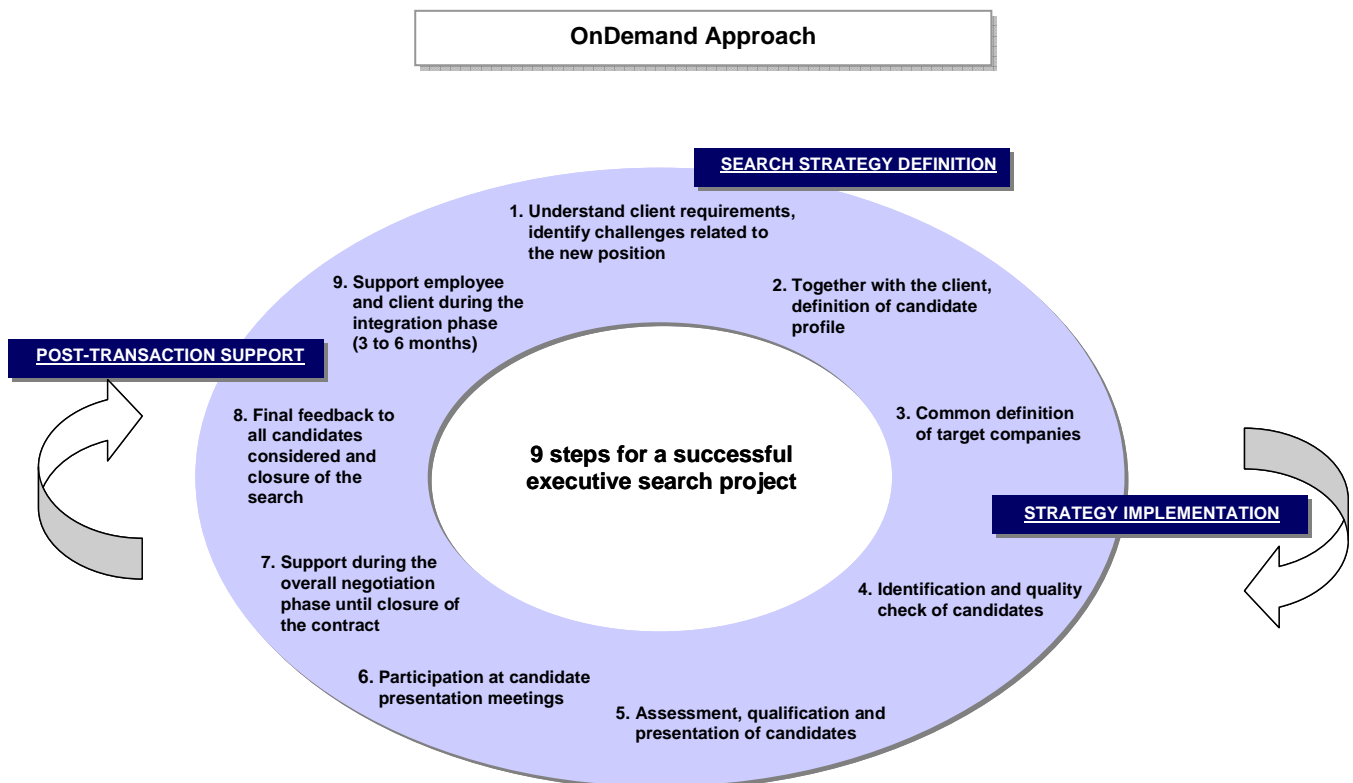 OnDemand Approach
SEARCH STRATEGY DEFINITION
1. Understand client requirements,
identify challenges related to
the new position
2. Together with the client,
definition of candidate
profile
3. Common definition
of target companies
STRATEGY IMPLEMENTATION
4. Identification and quality
check of candidates
5. Assessment, qualification and
presentation of candidates
6. Participation at candidate
presentation meetings
7. Support during the
overall negotiation
phase until closure of
the contract
8. Final feedback to
all candidates
considered and
closure of the
search
POST-TRANSACTION SUPPORT
9. Support employee
and client during the
integration phase
(3 to 6 months)
9 steps for a successful
executive search project